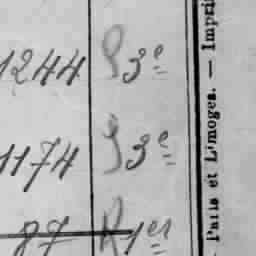 1244 S 3e
1174 S 3e
87 R 1er
Paris et Limoges. — Impri